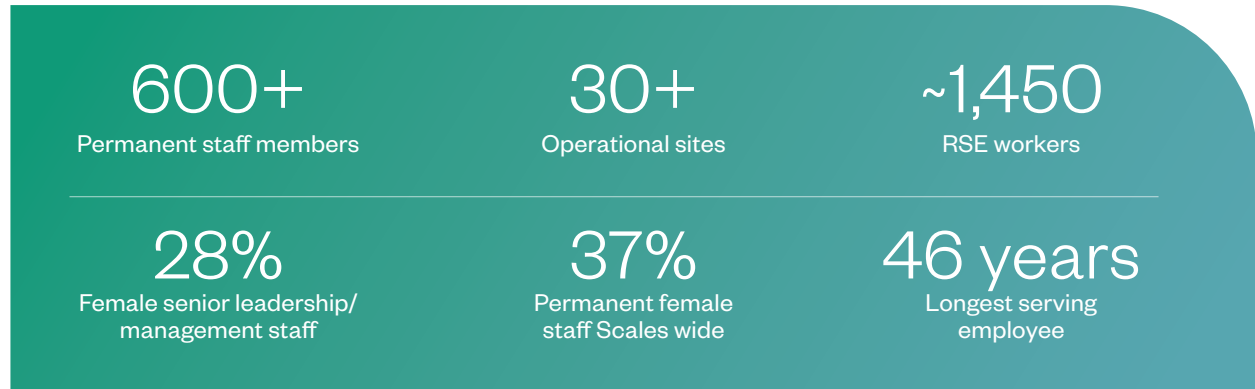 600+
Permanent staff members
30+
Operational sites
~1,450
RSE workers
28%
Female senior leadership/
management staff
37%
Permanent female
staff Scales wide
46 years
Longest serving
employee